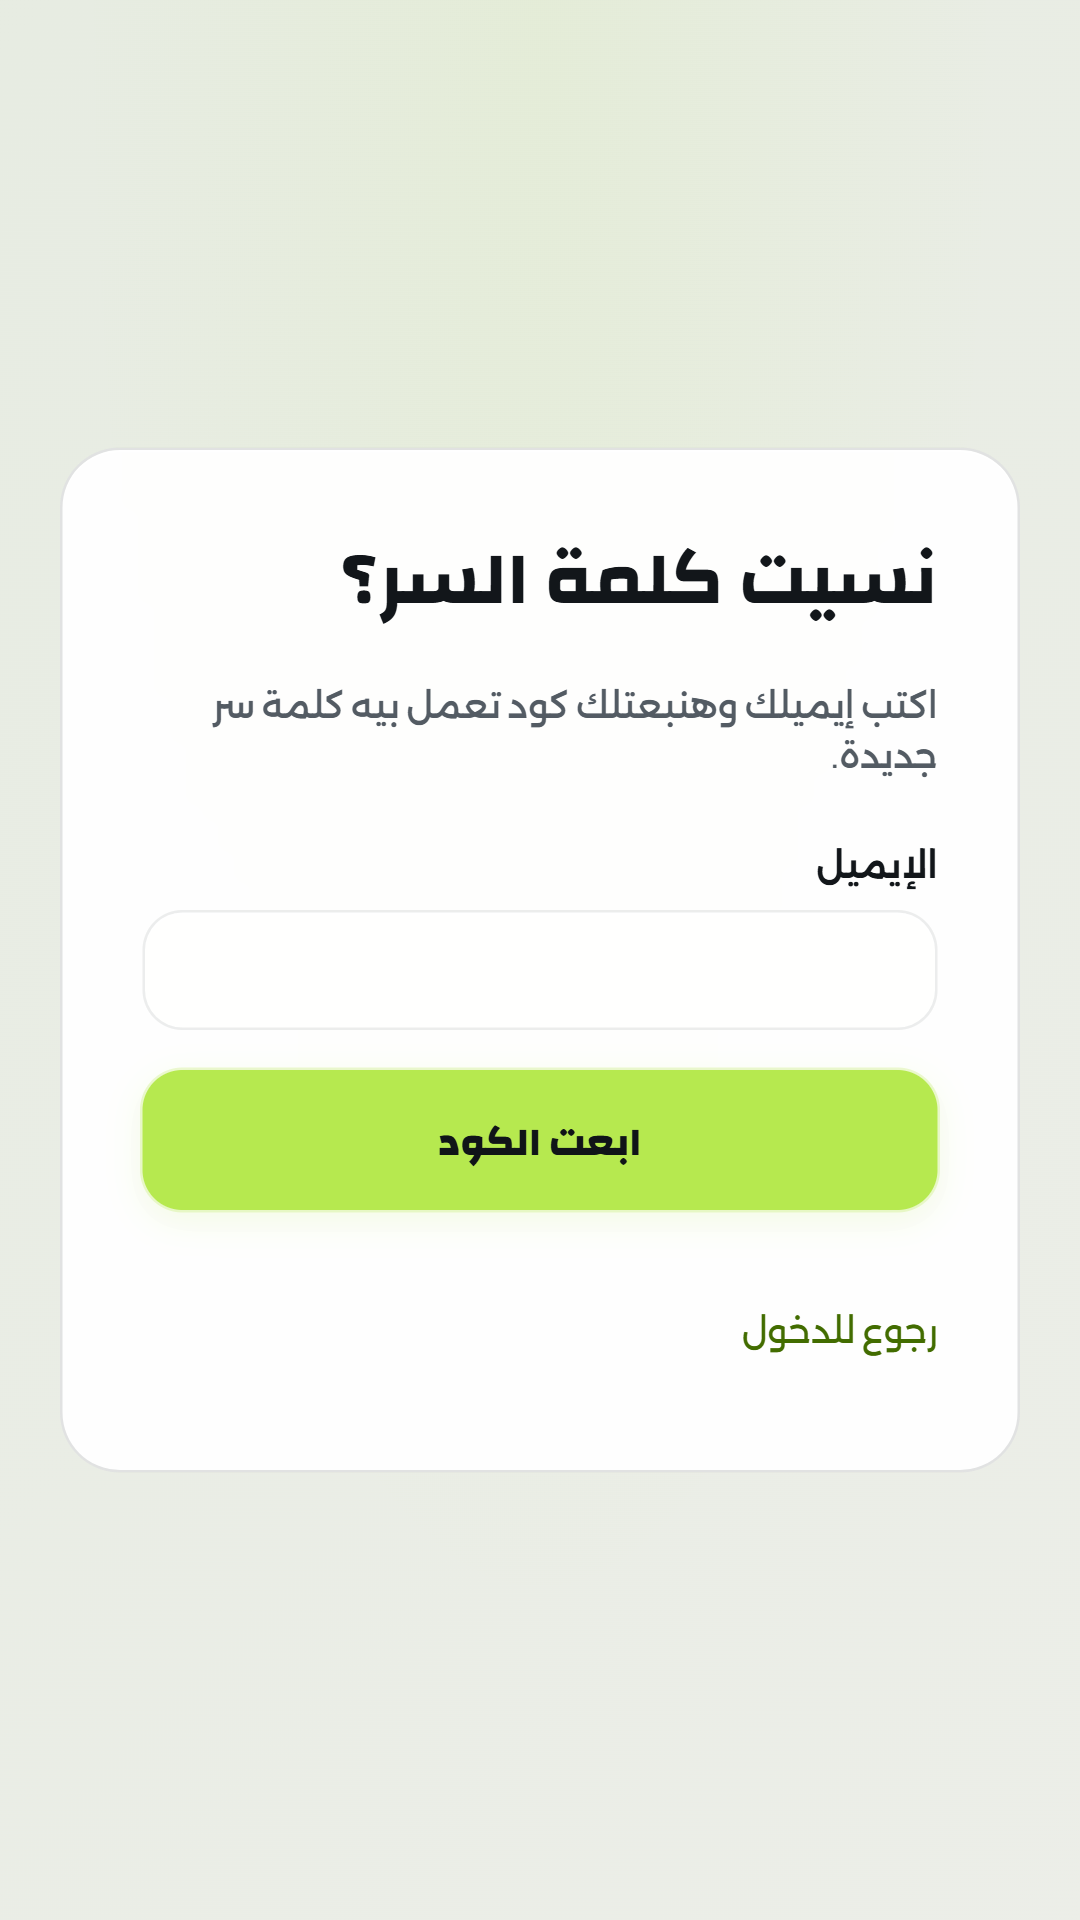 نسيت كلمة السر؟
اكتب إيميلك وهنبعتلك كود تعمل بيه كلمة سر
جديدة.
الإيميل
ابعت الكود
رجوع للدخول